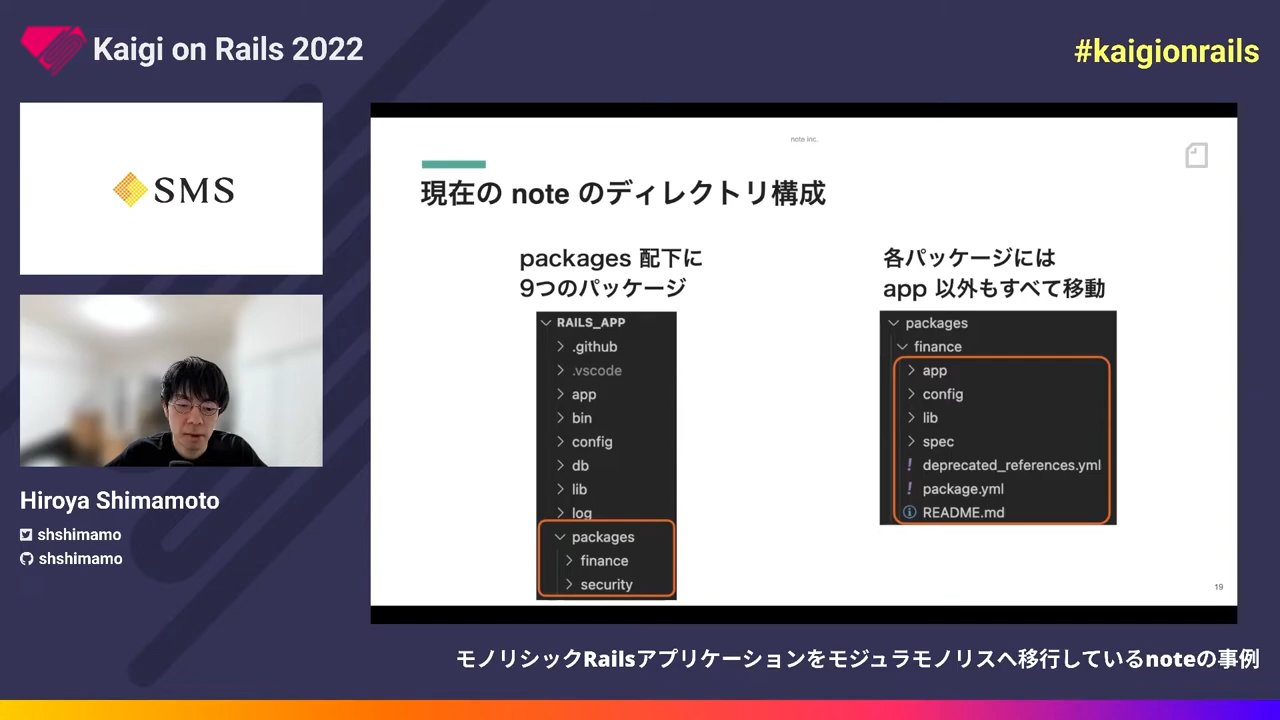 Kaigi on Rails 2022
#kaigionrails
SMS
Hiroya Shimamoto
shshimamo
shshimamo
note inc.
現在の note のディレクトリ構成
packages 配下に
9つのパッケージ
RAILS_APP
.github
.vscode
app
bin
config
db
lib
log
packages
finance
security
各パッケージには
app 以外もすべて移動
packages
finance
app
config
lib
spec
! deprecated_references.yml
! package.yml
README.md
19
モノリシックRailsアプリケーションをモジュラモノリスへ移行しているnoteの事例